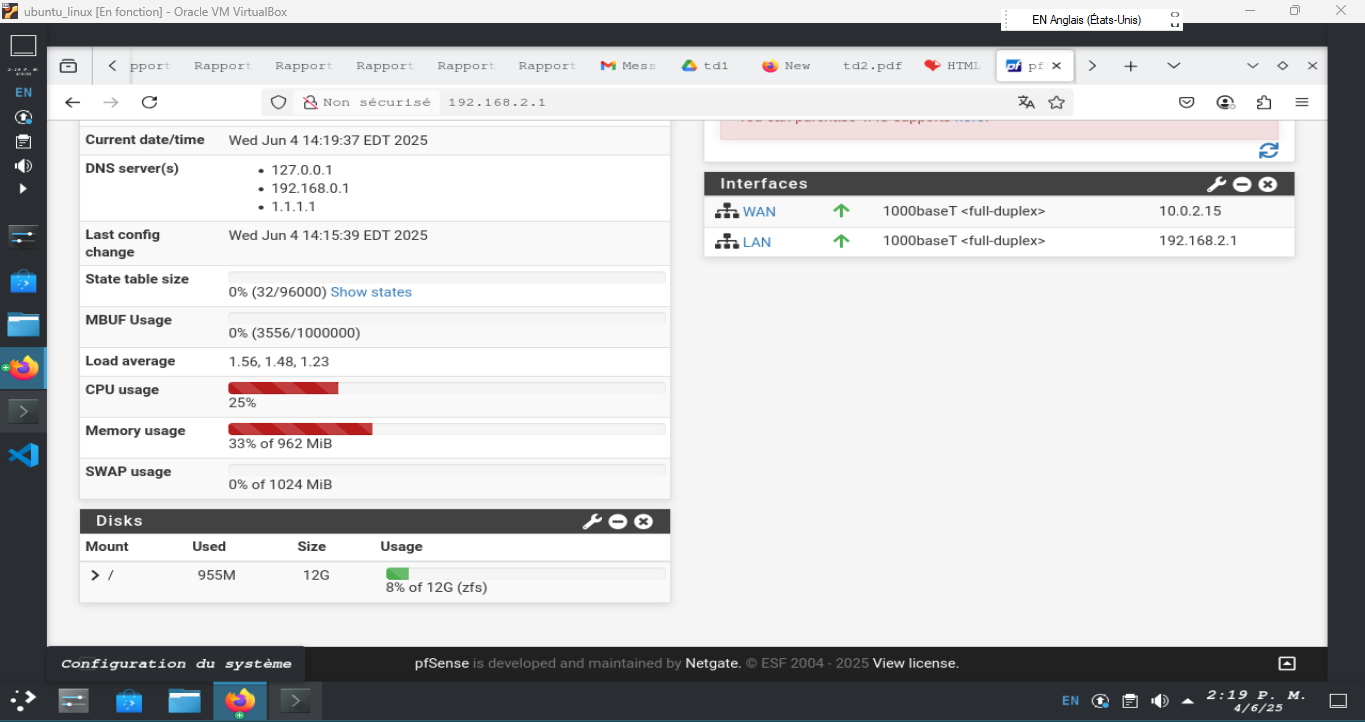 ubuntu_linux [En fonction] - Oracle VM VirtualBox
EN Anglais (États-Unis)
pport Rapport Rapport Rapport Rapport Rapport Mess td1 New td2.pdf HTML pf
EN
Non sécurisé 192.168.2.1
Current date/time Wed Jun 4 14:19:37 EDT 2025
DNS server(s)
127.0.0.1
192.168.0.1
1.1.1.1
Last config change Wed Jun 4 14:15:39 EDT 2025
State table size
0% (32/96000) Show states
MBUF Usage
0% (3556/1000000)
Load average 1.56, 1.48, 1.23
CPU usage
25%
Memory usage
33% of 962 MiB
SWAP usage
0% of 1024 MiB
Disks
Mount Used Size Usage
/ 955M 12G
8% of 12G (zfs)
Interfaces
WAN 1000baseT <full-duplex> 10.0.2.15
LAN 1000baseT <full-duplex> 192.168.2.1
Configuration du système
pfSense is developed and maintained by Netgate. © ESF 2004 - 2025 View license.
EN
2:19 P. M.
4/6/25